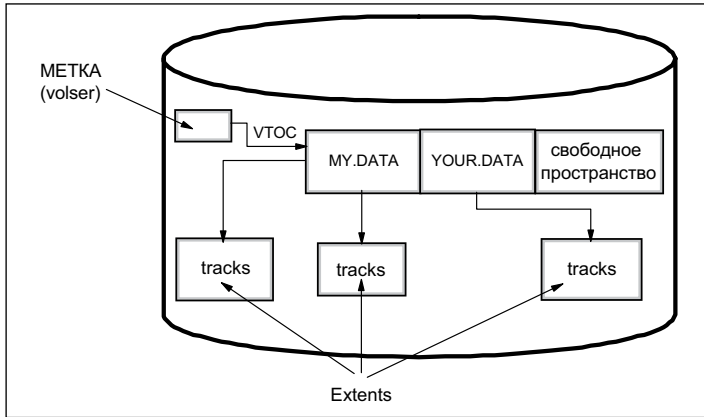 МЕТКА
(volser)
VTOC
MY.DATA
YOUR.DATA
свободное
пространство
tracks
tracks
tracks
Extents